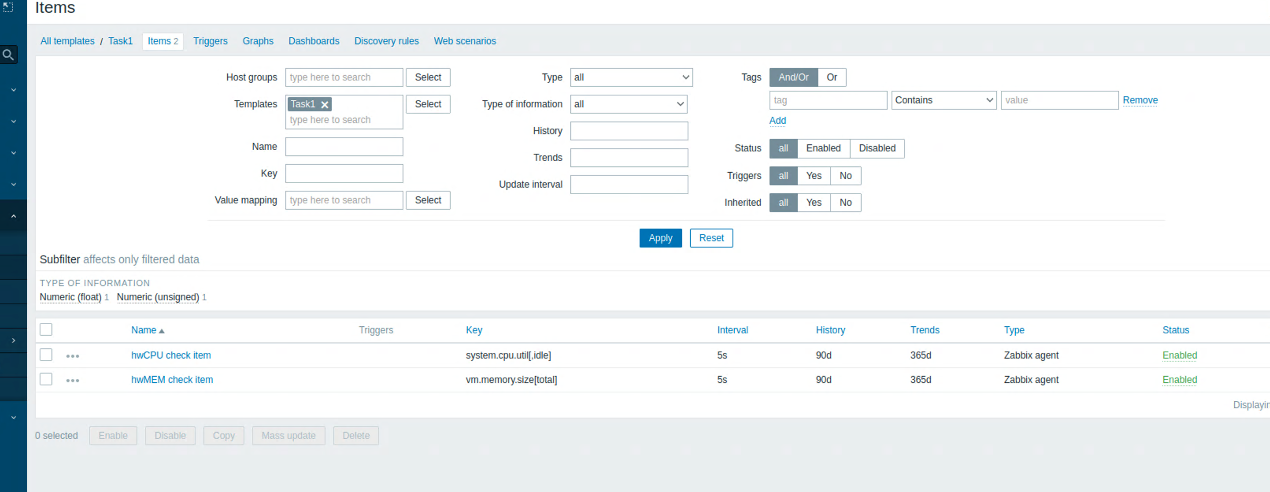 Items
All templates / Task1 Items 2 Triggers Graphs Dashboards Discovery rules Web scenarios
Host groups type here to search Select Type all Tags And/Or Or
Templates Task1 Select Type of information all tag Contains value Remove
type here to search Add
History
Name Trends Status all Enabled Disabled
Key Update interval Triggers all Yes No
Value mapping type here to search Select Inherited all Yes No
Apply Reset
Subfilter affects only filtered data
TYPE OF INFORMATION
Numeric (float) 1 Numeric (unsigned) 1
Name Triggers Key Interval History Trends Type Status
hwCPU check item system.cpu.util[,idle] 5s 90d 365d Zabbix agent Enabled
hwMEM check item vm.memory.size[total] 5s 90d 365d Zabbix agent Enabled
Displayin
0 selected Enable Disable Copy Mass update Delete